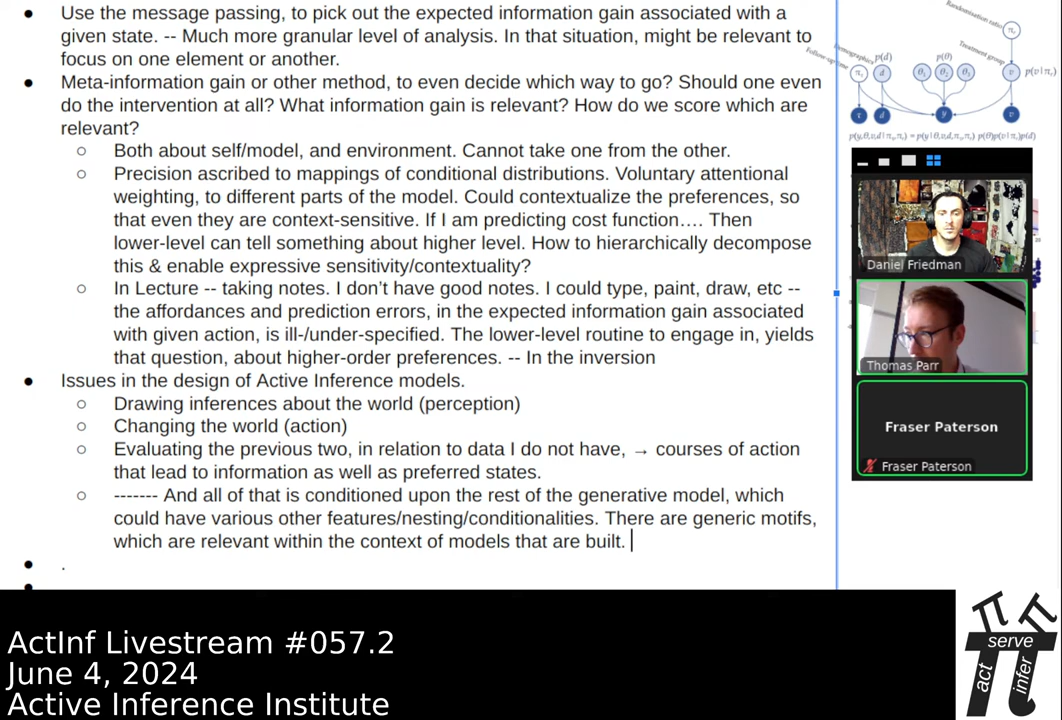 Use the message passing, to pick out the expected information gain associated with a
given state. -- Much more granular level of analysis. In that situation, might be relevant to
focus on one element or another.
Meta-information gain or other method, to even decide which way to go? Should one even
do the intervention at all? What information gain is relevant? How do we score which are
relevant?
Both about self/model, and environment. Cannot take one from the other.
Precision ascribed to mappings of conditional distributions. Voluntary attentional
weighting, to different parts of the model. Could contextualize the preferences, so
that even they are context-sensitive. If I am predicting cost function…. Then
lower-level can tell something about higher level. How to hierarchically decompose
this & enable expressive sensitivity/contextuality?
In Lecture -- taking notes. I don't have good notes. I could type, paint, draw, etc --
the affordances and prediction errors, in the expected information gain associated
with given action, is ill-/under-specified. The lower-level routine to engage in, yields
that question, about higher-order preferences. -- In the inversion
Issues in the design of Active Inference models.
Drawing inferences about the world (perception)
Changing the world (action)
Evaluating the previous two, in relation to data I do not have, → courses of action
that lead to information as well as preferred states.
------- And all of that is conditioned upon the rest of the generative model, which
could have various other features/nesting/conditionalities. There are generic motifs,
which are relevant within the context of models that are built.
.
Randomisation ratio
Demographics
Follow-up time
Treatment group
p(d)
p(θ)
d
v
θ₁ θ₂ θ₃
τ d y v
Daniel Friedman
Thomas Parr
Fraser Paterson
Fraser Paterson
ActInf Livestream #057.2
June 4, 2024
Active Inference Institute
serve
act
infer